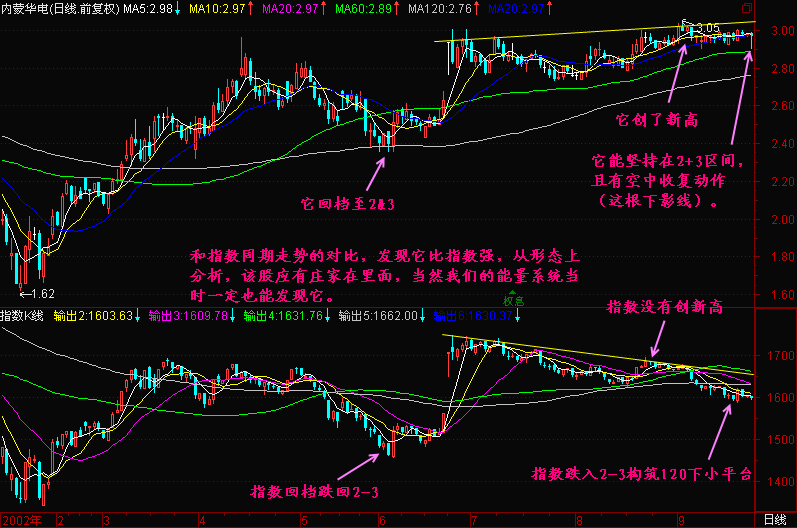 内蒙华电(日线.前复权) MA5:2.98↓ MA10:2.97↑ MA20:2.97↑ MA60:2.89↑ MA120:2.76↑ MA20:2.97↑
3.05
3.00
2.80
2.60
2.40
2.20
2.00
1.80
1.60
它创了新高
它能坚持在2+3区间，
且有空中收复动作
（这根下影线）。
它回档至2&3
和指数同期走势的对比，发现它比指数强，从形态上
分析，该股应有庄家在里面，当然我们的能量系统当
时一定也能发现它。
←1.62
权息
指数K线 输出2:1603.63↓ 输出3:1609.78↓ 输出4:1631.76↓ 输出5:1662.00↓ 输出6:1630.37↓
指数没有创新高
1700
1600
1500
1400
指数跌入2-3构筑120下小平台
指数回档跌回2-3
2002年 2 3 4 5 6 7 8 9 日线